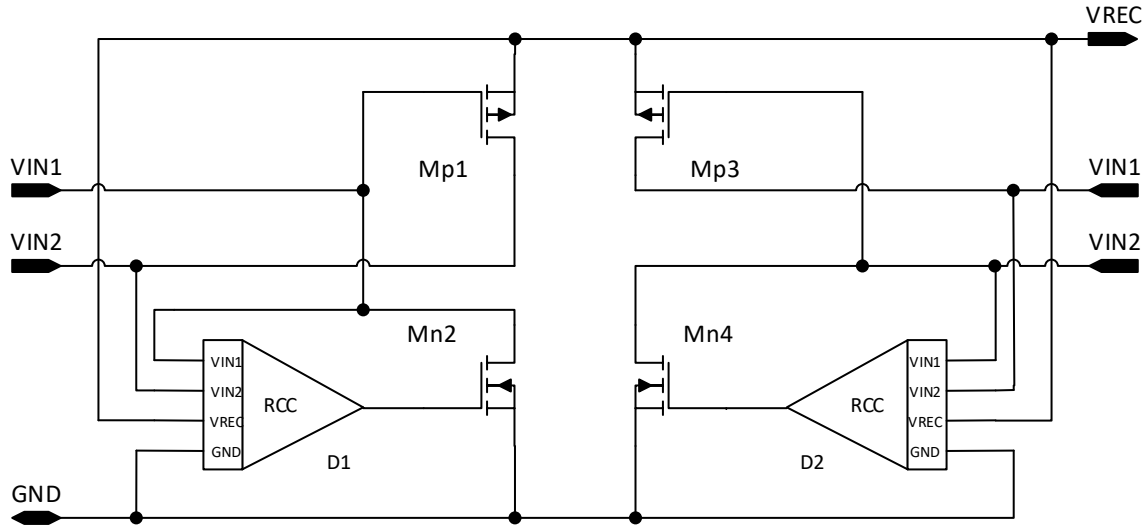 VREC
Mp1
Mp3
VIN1
VIN1
VIN2
VIN2
Mn2
Mn4
VIN1
VIN2
VREC
GND
RCC
D1
RCC
VIN1
VIN2
VREC
GND
D2
GND